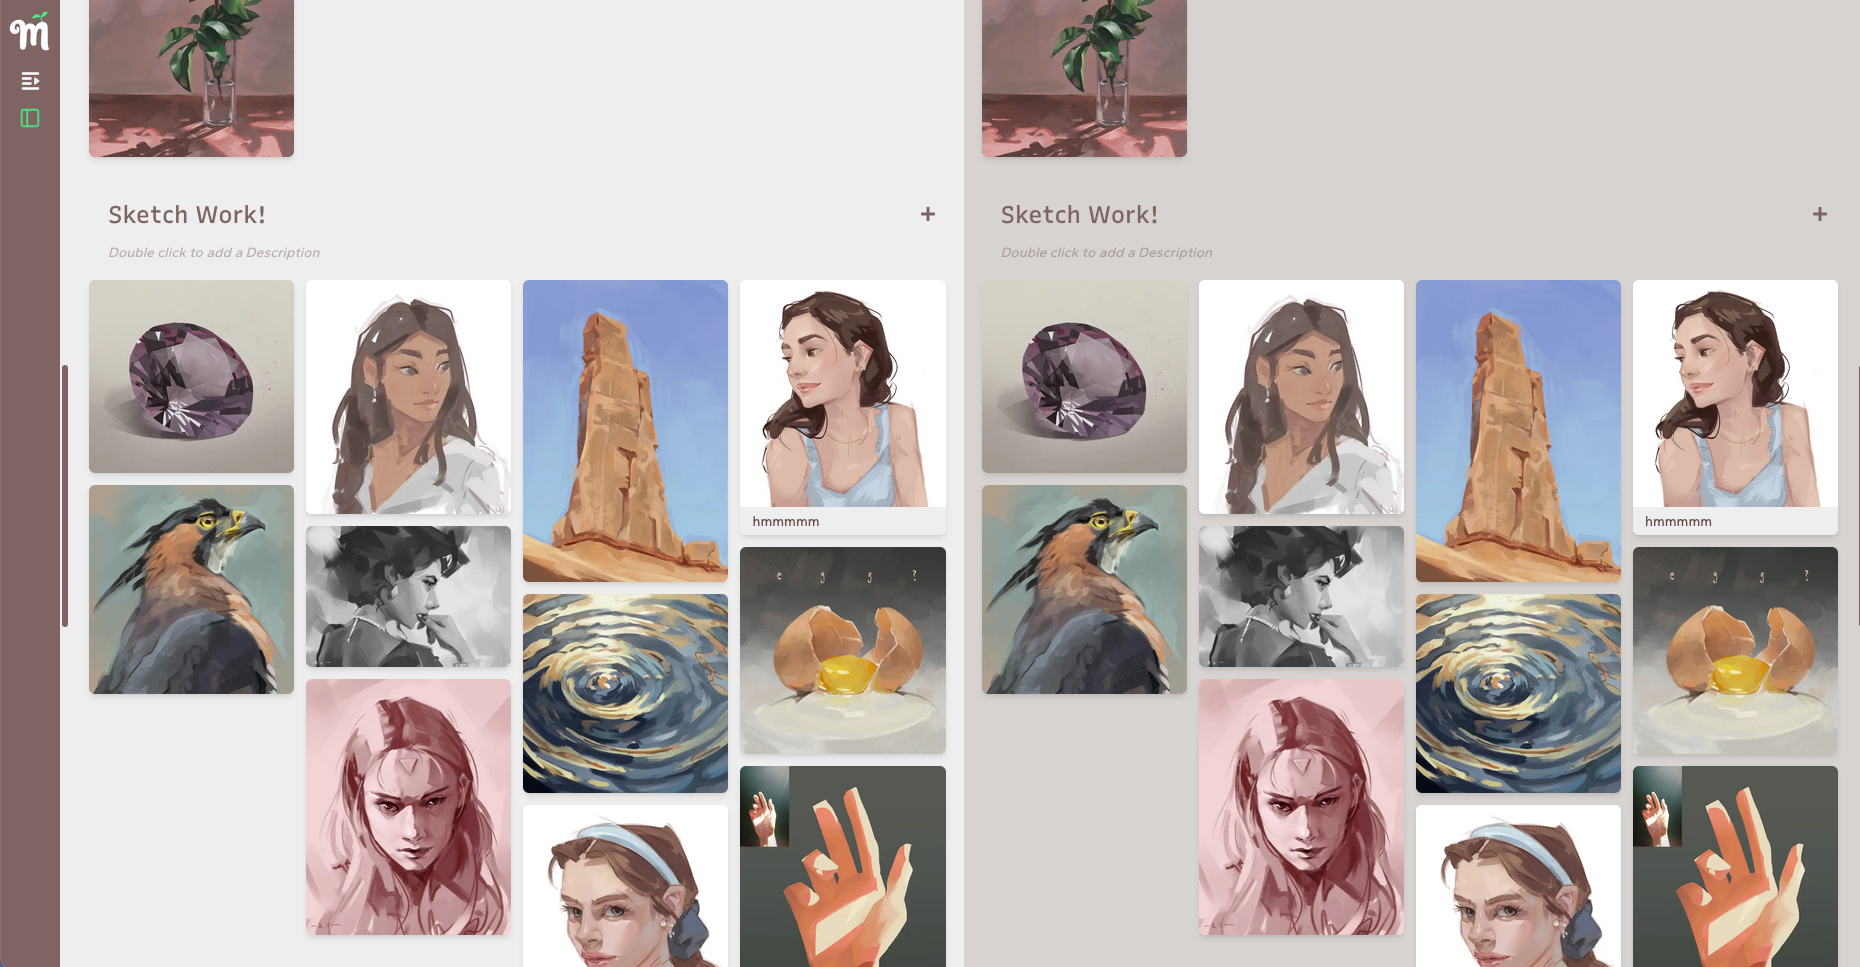 m
Sketch Work!
Double click to add a Description
hmmmmm
e g g ?
Sketch Work!
Double click to add a Description
hmmmmm
e g g ?